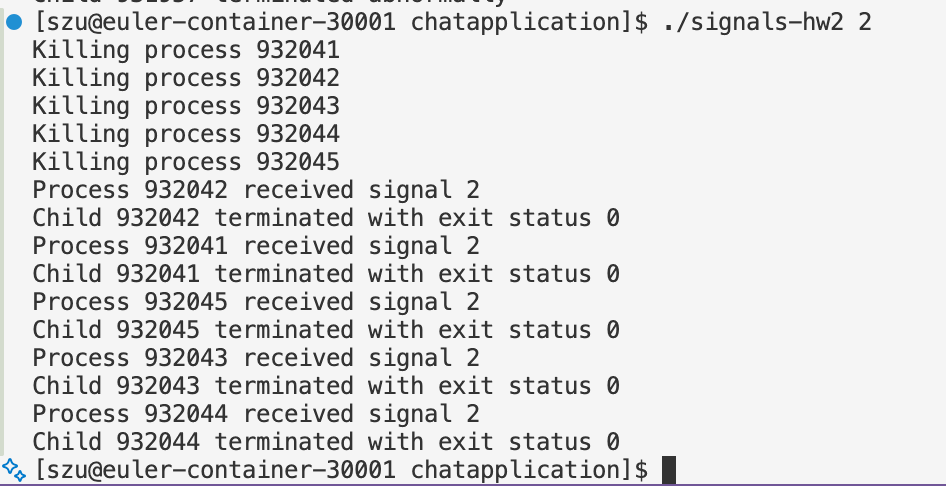 [szu@euler-container-30001 chatapplication]$ ./signals-hw2 2
Killing process 932041
Killing process 932042
Killing process 932043
Killing process 932044
Killing process 932045
Process 932042 received signal 2
Child 932042 terminated with exit status 0
Process 932041 received signal 2
Child 932041 terminated with exit status 0
Process 932045 received signal 2
Child 932045 terminated with exit status 0
Process 932043 received signal 2
Child 932043 terminated with exit status 0
Process 932044 received signal 2
Child 932044 terminated with exit status 0
[szu@euler-container-30001 chatapplication]$